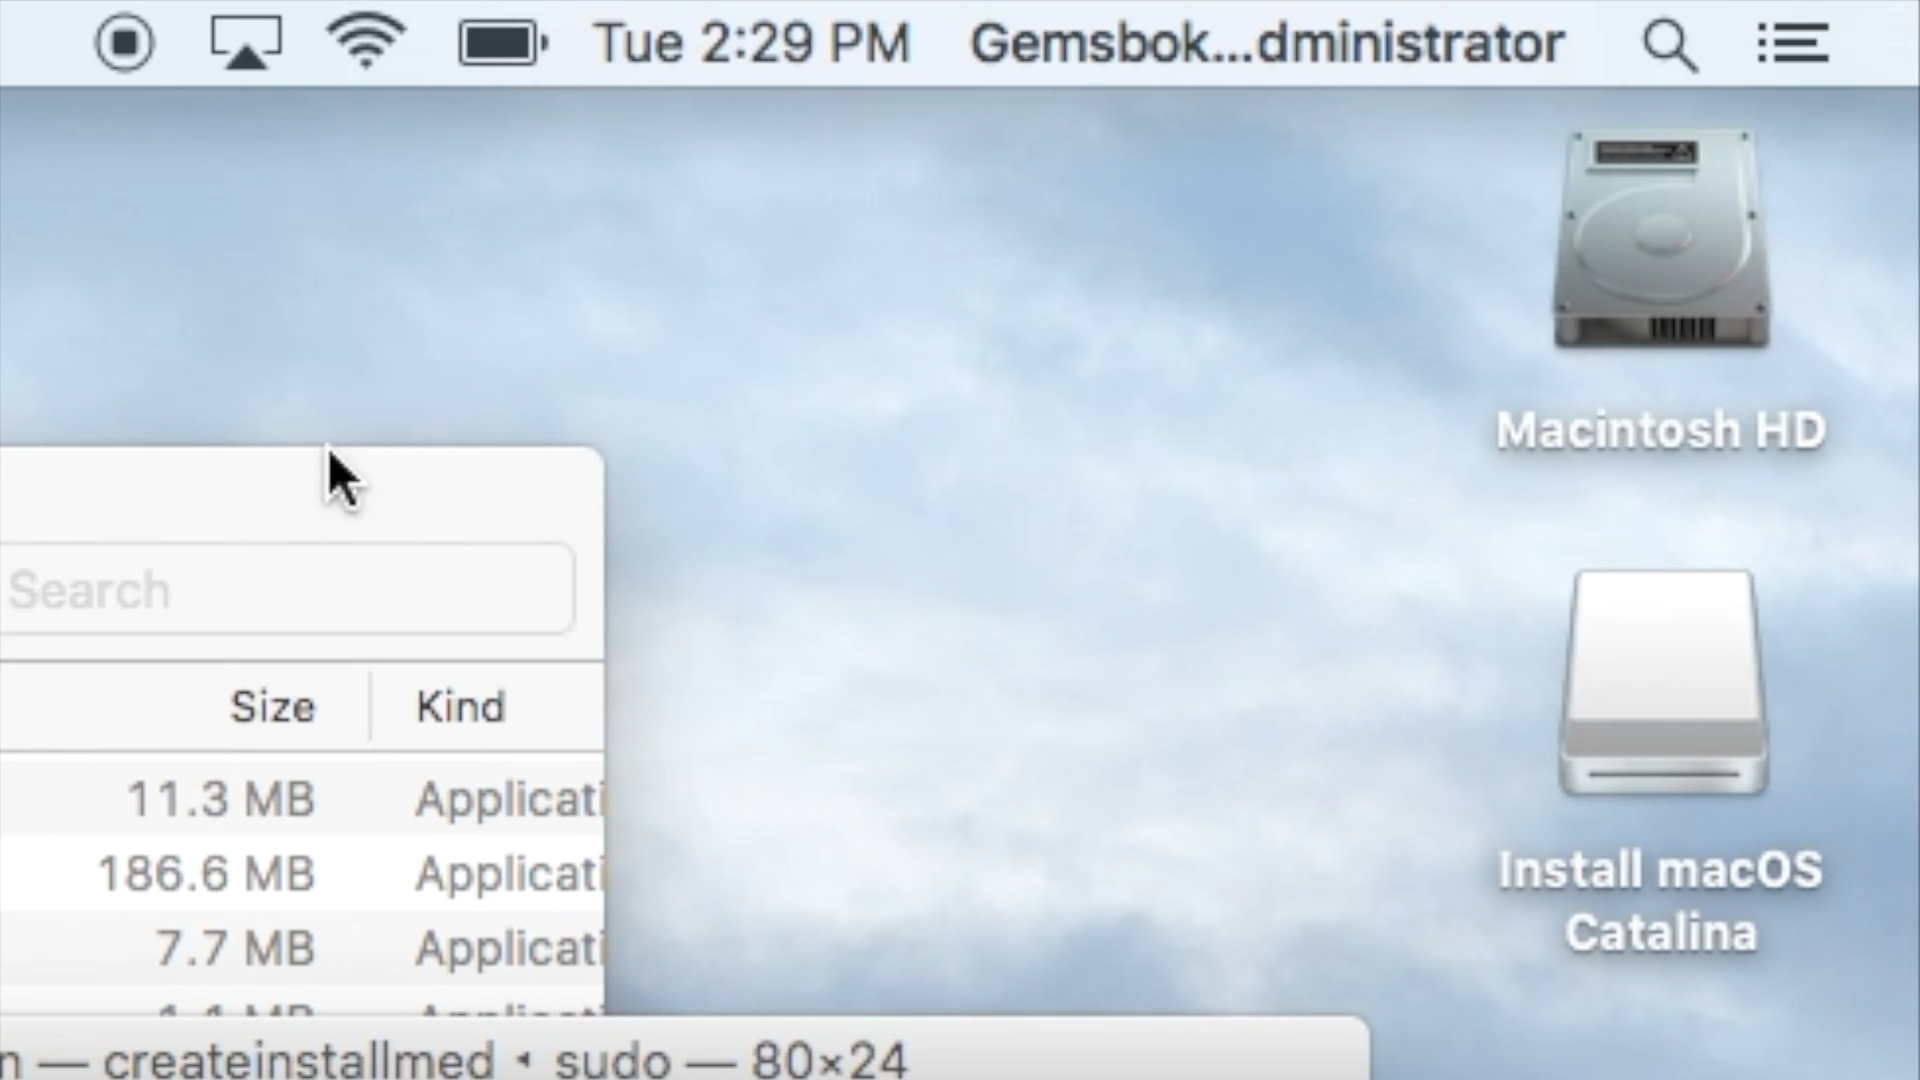 Tue 2:29 PM Gemsbok...dministrator
Macintosh HD
Search
Size Kind
11.3 MB Applicati
186.6 MB Applicati
7.7 MB Applicati
Install macOS
Catalina
n — createinstallmed ◂ sudo — 80×24